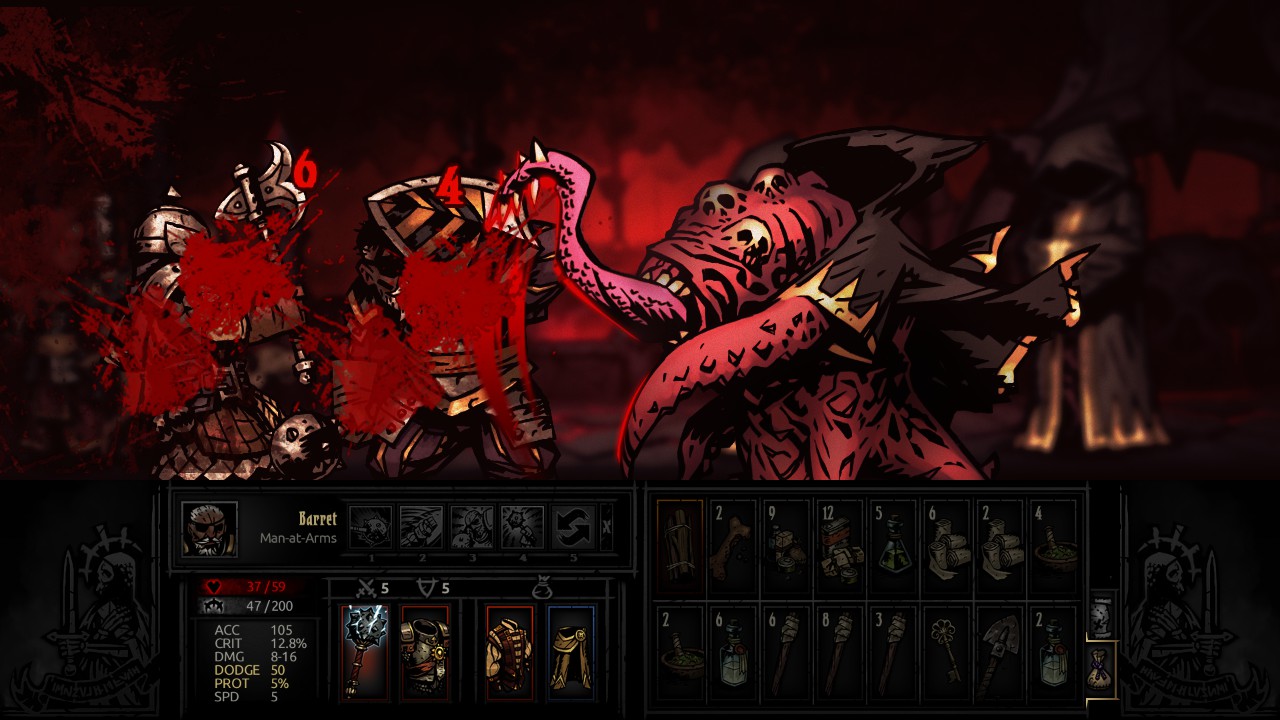 6
4
Barret
Man-at-Arms
1 2 3 4 5
37/59
47/200
5 5
ACC 105
CRIT 12.8%
DMG 8-16
DODGE 50
PROT 5%
SPD 5
2 9 12 5 6 2 4
2 6 6 8 3 2